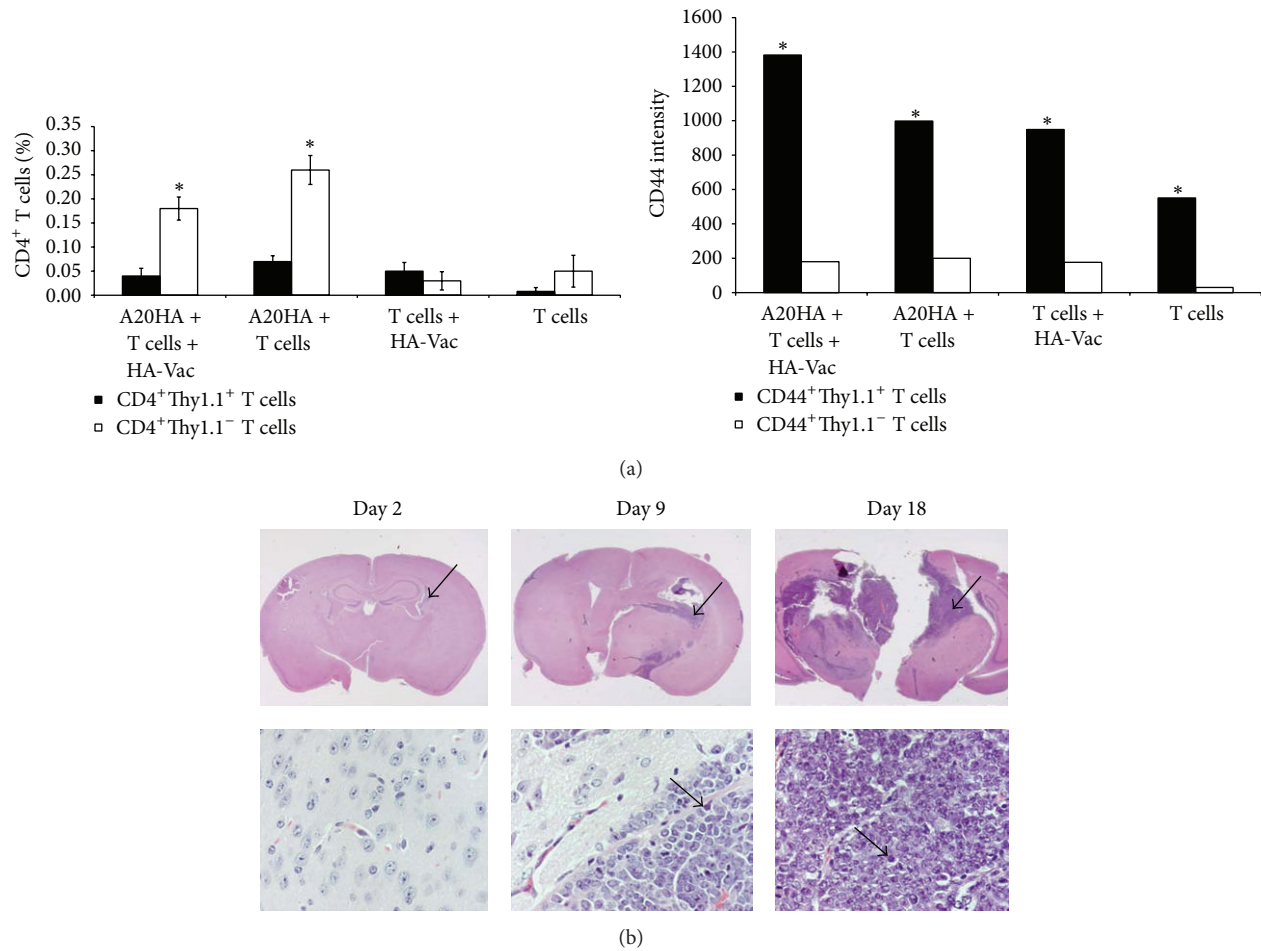 CD4⁺ T cells (%)
0.35
0.30
0.25
0.20
0.15
0.10
0.05
0.00
*
*
A20HA +
T cells +
HA-Vac
A20HA +
T cells
T cells +
HA-Vac
T cells
CD4⁺Thy1.1⁺ T cells
CD4⁺Thy1.1⁻ T cells
CD44 intensity
1600
1400
1200
1000
800
600
400
200
0
*
*
*
*
A20HA +
T cells +
HA-Vac
A20HA +
T cells
T cells +
HA-Vac
T cells
CD44⁺Thy1.1⁺ T cells
CD44⁺Thy1.1⁻ T cells
(a)
Day 2
Day 9
Day 18
(b)